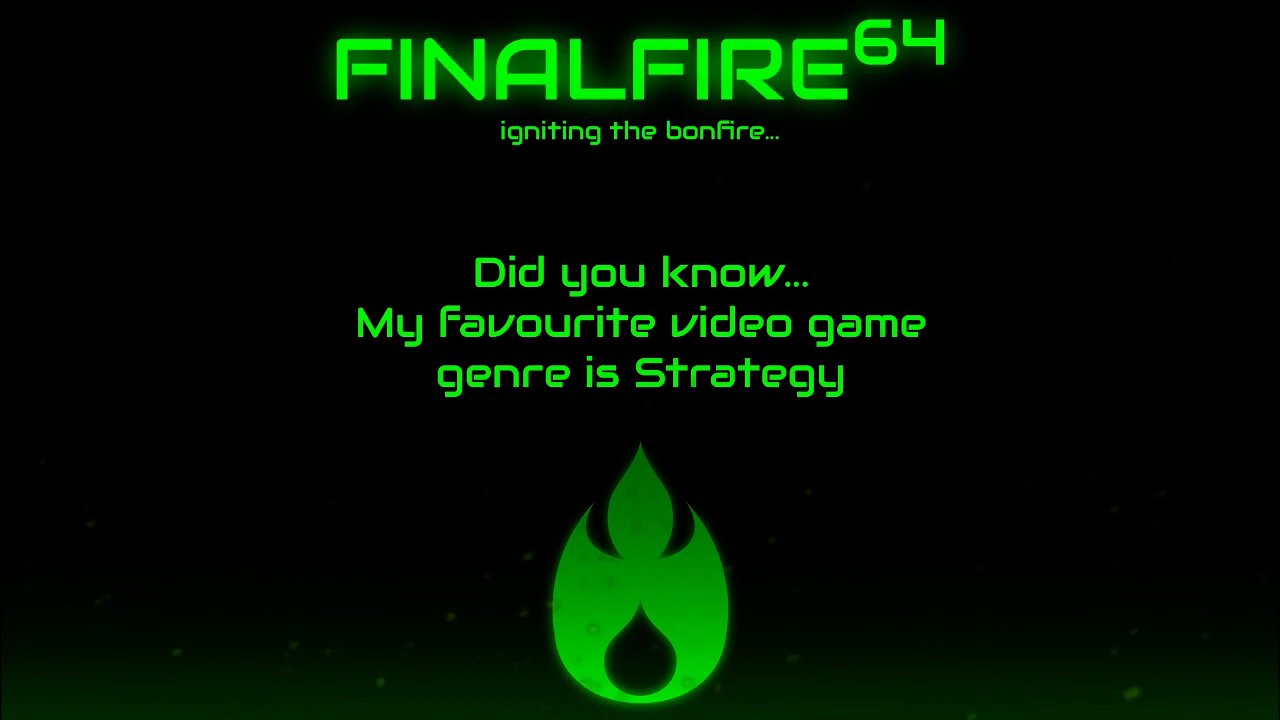 FINALFIRE64
igniting the bonfire...
Did you know...
My favourite video game
genre is Strategy